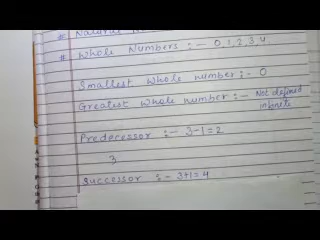 # Natural
# Whole Numbers :- 0,1,2,3,4
Smallest Whole number :- 0
Greatest Whole number :- Not defined
infinite
Predecessor :- 3-1=2
3
Successor :- 3+1=4